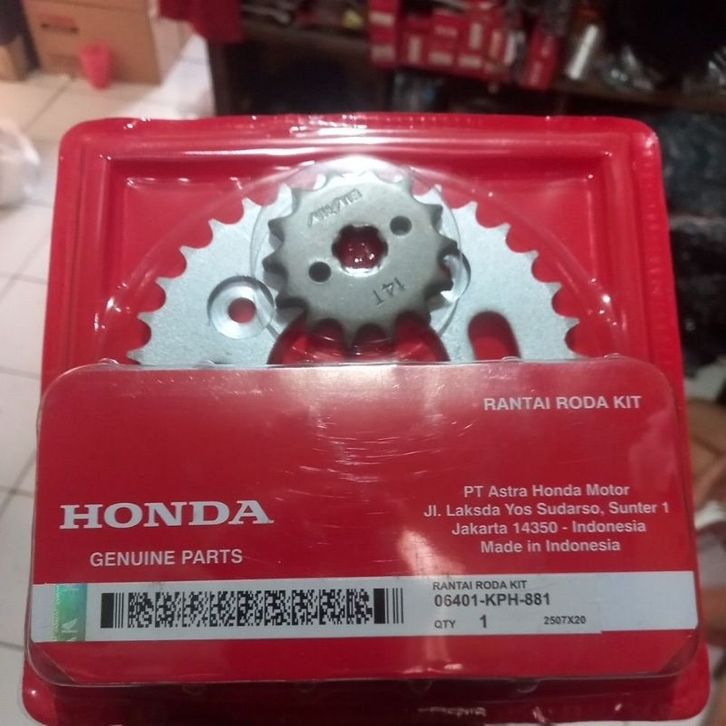 14T
RANTAI RODA KIT
PT Astra Honda Motor
Jl. Laksda Yos Sudarso, Sunter 1
Jakarta 14350 - Indonesia
Made in Indonesia
HONDA
GENUINE PARTS
RANTAI RODA KIT
06401-KPH-881
QTY 1 2507X20